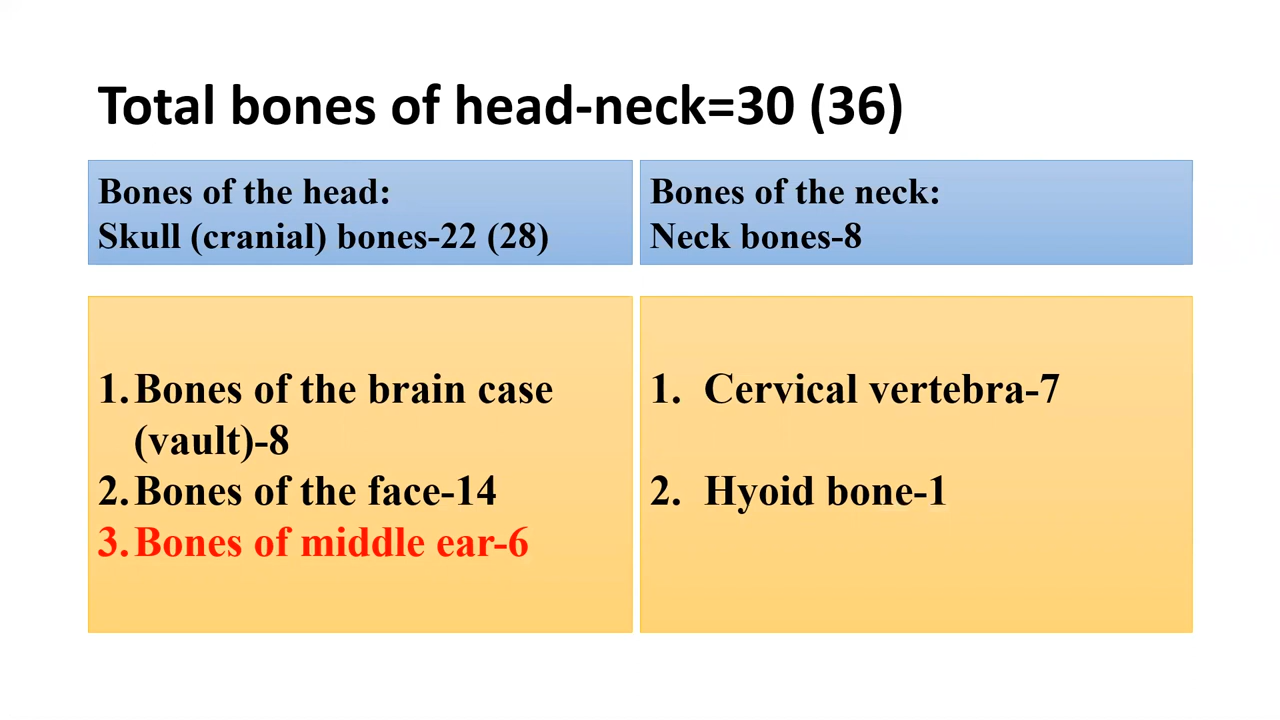 Total bones of head-neck=30 (36)
Bones of the head:
Skull (cranial) bones-22 (28)
Bones of the neck:
Neck bones-8
1. Bones of the brain case
(vault)-8
2. Bones of the face-14
3. Bones of middle ear-6
1. Cervical vertebra-7
2. Hyoid bone-1